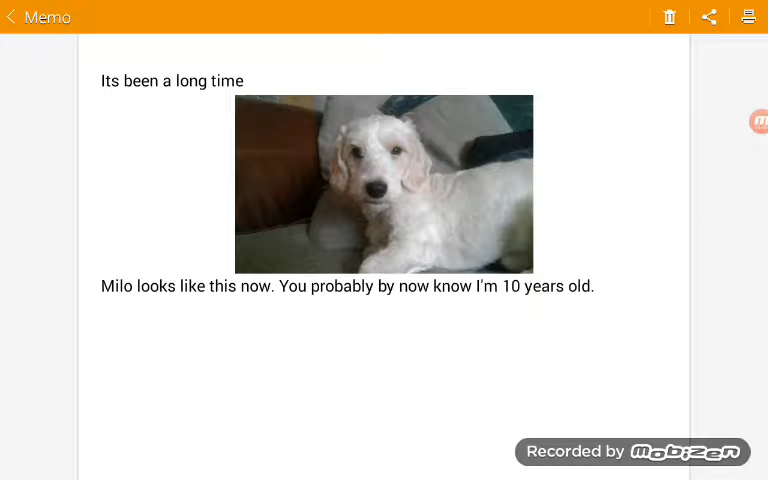 Memo
Its been a long time
Milo looks like this now. You probably by now know I'm 10 years old.
Recorded by mobizen